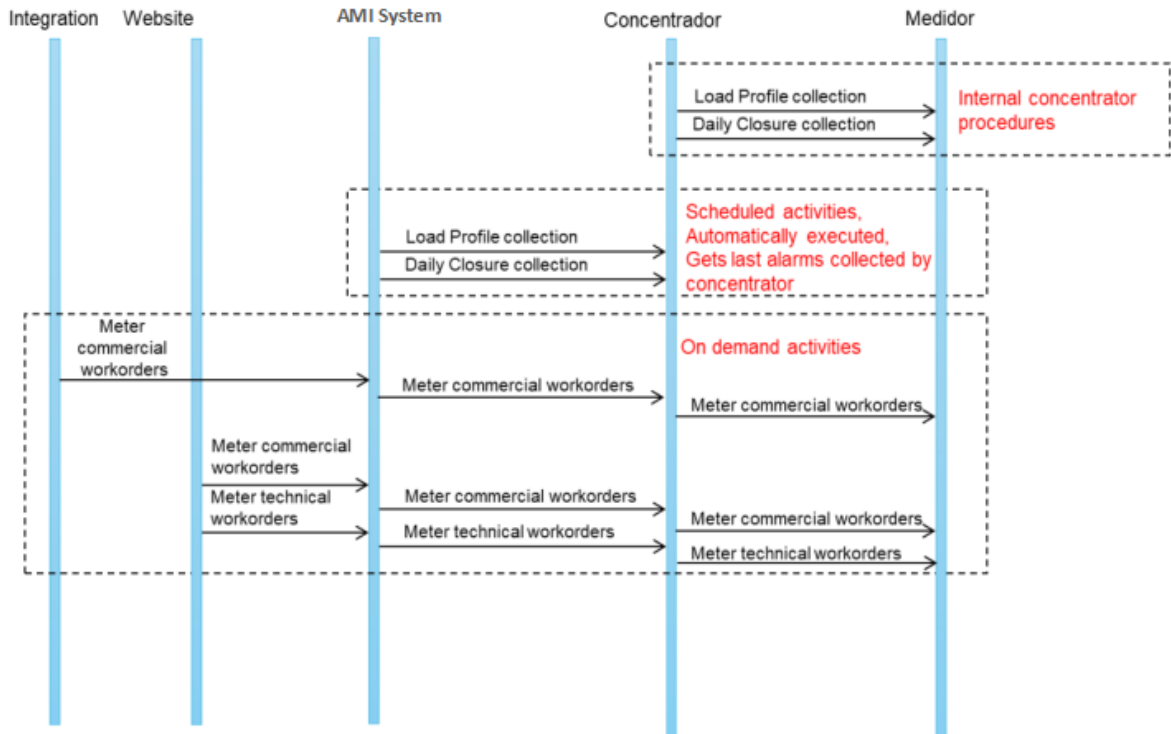 Integration
Website
AMI System
Concentrador
Medidor
Load Profile collection
Daily Closure collection
Internal concentrator
procedures
Load Profile collection
Daily Closure collection
Scheduled activities,
Automatically executed,
Gets last alarms collected by
concentrator
On demand activities
Meter
commercial
workorders
Meter commercial workorders
Meter commercial workorders
Meter commercial
workorders
Meter technical
workorders
Meter commercial workorders
Meter technical workorders
Meter commercial workorders
Meter technical workorders